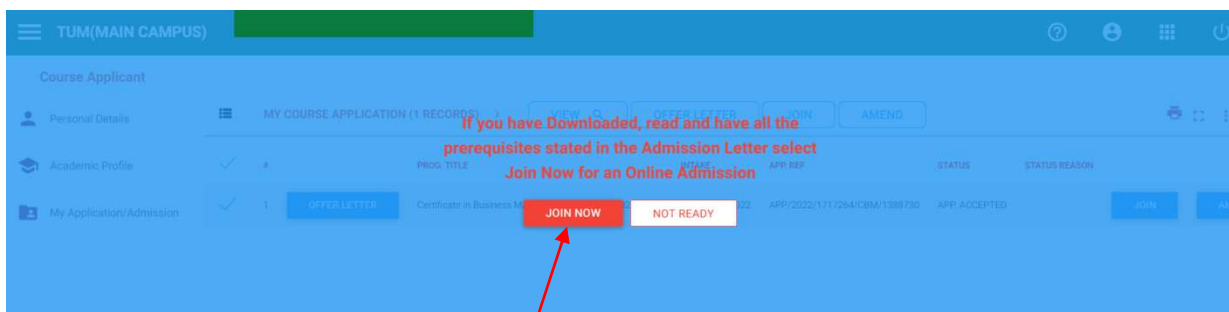 TUM(MAIN CAMPUS)
Course Applicant
Personal Details
Academic Profile
My Application/Admission
MY COURSE APPLICATION (1 RECORDS)
VIEW
OFFER LETTER
JOIN
AMEND
If you have Downloaded, read and have all the
prerequisites stated in the Admission Letter select
Join Now for an Online Admission
# PROG. TITLE INTAKE APP. REF STATUS STATUS REASON
1 OFFER LETTER Certificate in Business APP/2022/171/264/CBM/1388730 APP. ACCEPTED JOIN
JOIN NOW
NOT READY